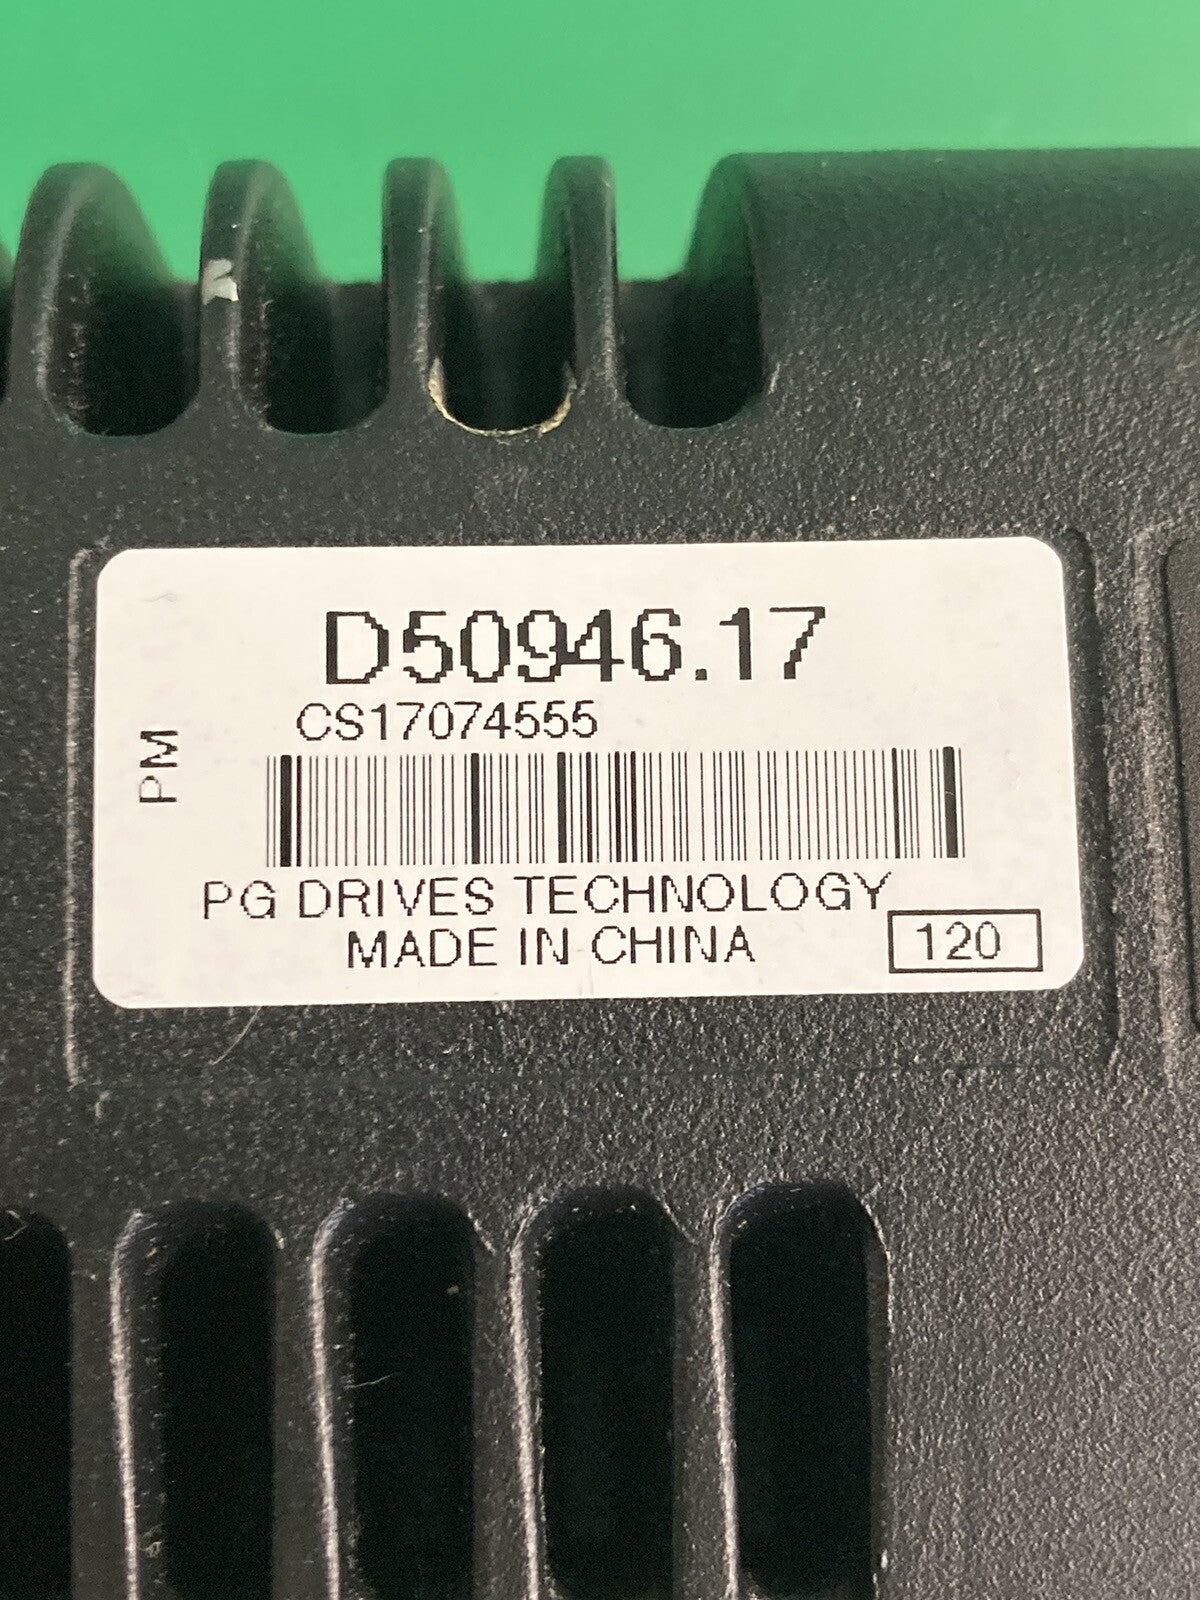 D50946.17
CS17074555
PM
PG DRIVES TECHNOLOGY
MADE IN CHINA
120